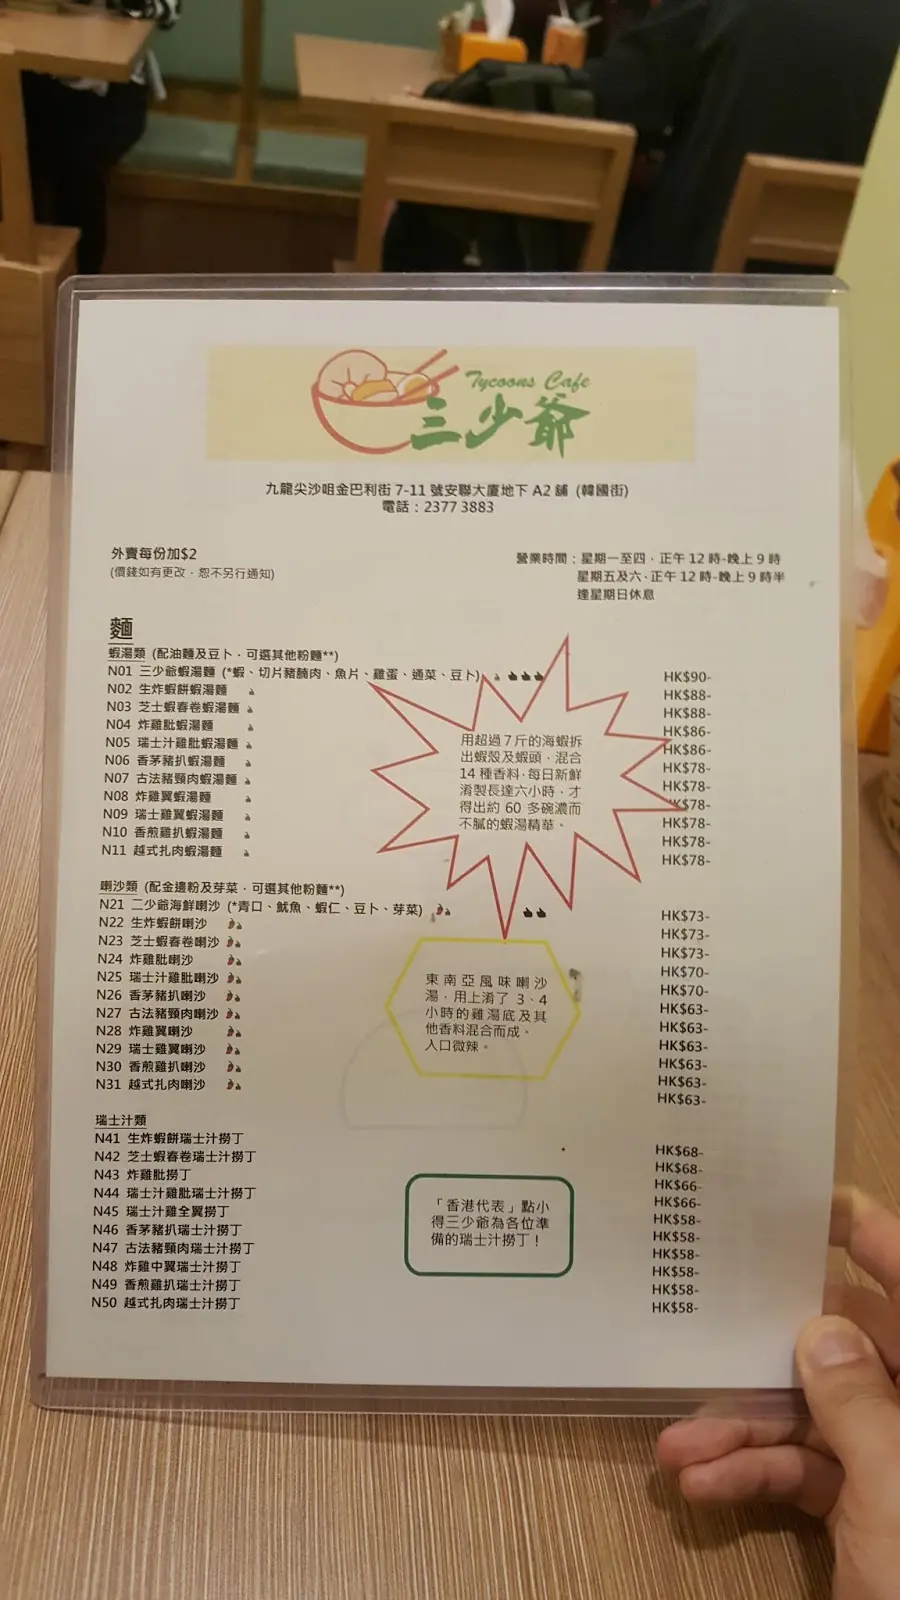 Tycoons Cafe
三少爺
九龍尖沙咀金巴利街 7-11 號安聯大廈地下 A2 舖 (韓國街)
電話：2377 3883
外賣每份加$2
(價錢如有更改，恕不另行通知)
營業時間：星期一至四．正午 12 時-晚上 9 時
星期五及六．正午 12 時-晚上 9 時半
逢星期日休息
麵
蝦湯類 (配油麵及豆卜．可選其他粉麵**)
N01 三少爺蝦湯麵 (*蝦、切片豬腩肉、魚片、雞蛋、通菜、豆卜) HK$90-
N02 生炸蝦餅蝦湯麵 HK$88-
N03 芝士蝦春卷蝦湯麵 HK$88-
N04 炸雞肶蝦湯麵 HK$86-
N05 瑞士汁雞肶蝦湯麵 HK$86-
N06 香茅豬扒蝦湯麵 HK$78-
N07 古法豬頸肉蝦湯麵 HK$78-
N08 炸雞翼蝦湯麵 HK$78-
N09 瑞士雞翼蝦湯麵 HK$78-
N10 香煎雞扒蝦湯麵 HK$78-
N11 越式扎肉蝦湯麵 HK$78-
用超過 7 斤的海蝦拆
出蝦殼及蝦頭．混合
14 種香料．每日新鮮
淆製長達六小時．才
得出約 60 多碗濃而
不膩的蝦湯精華。
喇沙類 (配金邊粉及芽菜．可選其他粉麵**)
N21 二少爺海鮮喇沙 (*青口、魷魚、蝦仁、豆卜、芽菜) HK$73-
N22 生炸蝦餅喇沙 HK$73-
N23 芝士蝦春卷喇沙 HK$73-
N24 炸雞肶喇沙 HK$70-
N25 瑞士汁雞肶喇沙 HK$70-
N26 香茅豬扒喇沙 HK$63-
N27 古法豬頸肉喇沙 HK$63-
N28 炸雞翼喇沙 HK$63-
N29 瑞士雞翼喇沙 HK$63-
N30 香煎雞扒喇沙 HK$63-
N31 越式扎肉喇沙 HK$63-
東南亞風味喇沙
湯．用上淆了 3、4
小時的雞湯底及其
他香料混合而成．
入口微辣。
瑞士汁類
N41 生炸蝦餅瑞士汁撈丁 HK$68-
N42 芝士蝦春卷瑞士汁撈丁 HK$68-
N43 炸雞肶撈丁 HK$66-
N44 瑞士汁雞肶瑞士汁撈丁 HK$66-
N45 瑞士汁雞全翼撈丁 HK$58-
N46 香茅豬扒瑞士汁撈丁 HK$58-
N47 古法豬頸肉瑞士汁撈丁 HK$58-
N48 炸雞中翼瑞士汁撈丁 HK$58-
N49 香煎雞扒瑞士汁撈丁 HK$58-
N50 越式扎肉瑞士汁撈丁 HK$58-
「香港代表」點小
得三少爺為各位準
備的瑞士汁撈丁！